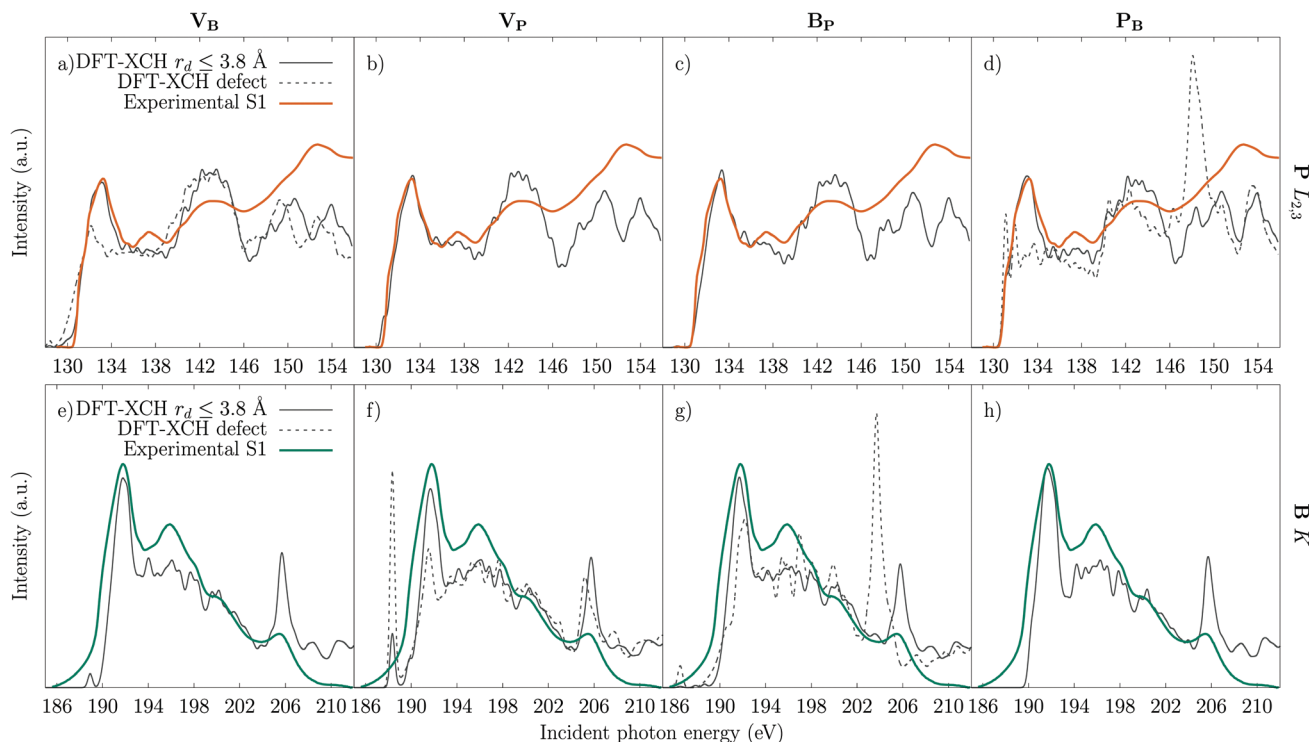 V_B V_P B_P P_B
a) DFT-XCH r_d ≤ 3.8 Å
DFT-XCH defect
Experimental S1
b)
c)
d)
Intensity (a.u.)
P L_2,3
130 134 138 142 146 150 154
130 134 138 142 146 150 154
130 134 138 142 146 150 154
130 134 138 142 146 150 154
e) DFT-XCH r_d ≤ 3.8 Å
DFT-XCH defect
Experimental S1
f)
g)
h)
Intensity (a.u.)
B K
186 190 194 198 202 206 210
186 190 194 198 202 206 210
186 190 194 198 202 206 210
186 190 194 198 202 206 210
Incident photon energy (eV)